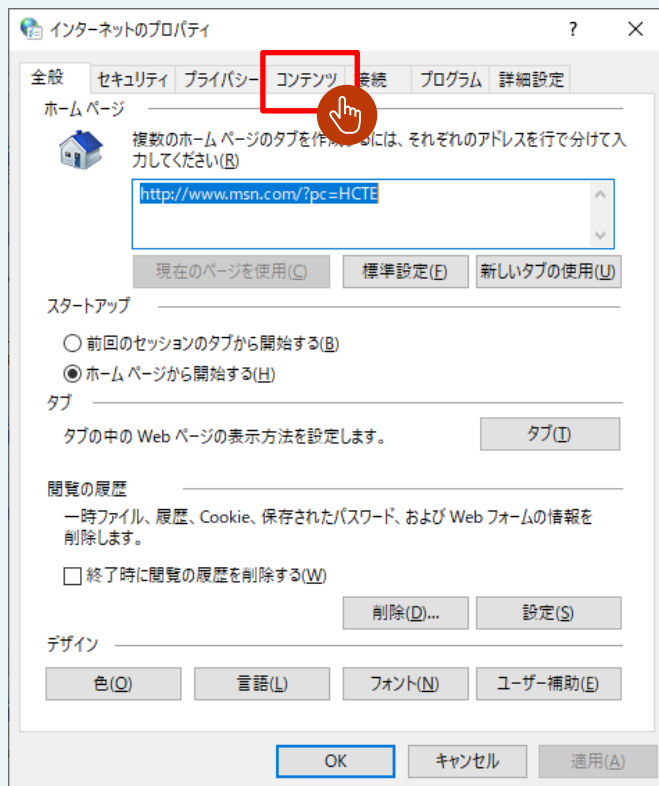 インターネットのプロパティ
?
×
全般 セキュリティ プライバシー コンテンツ 接続 プログラム 詳細設定
ホーム ページ
複数のホーム ページのタブを作成するには、それぞれのアドレスを行で分けて入
力してください(R)
http://www.msn.com/?pc=HCTE
現在のページを使用(C) 標準設定(F) 新しいタブの使用(U)
スタートアップ
前回のセッションのタブから開始する(B)
ホーム ページから開始する(H)
タブ
タブの中の Web ページの表示方法を設定します。
タブ(T)
閲覧の履歴
一時ファイル、履歴、Cookie、保存されたパスワード、および Web フォームの情報を
削除します。
終了時に閲覧の履歴を削除する(W)
削除(D)... 設定(S)
デザイン
色(O) 言語(L) フォント(N) ユーザー補助(E)
OK キャンセル 適用(A)